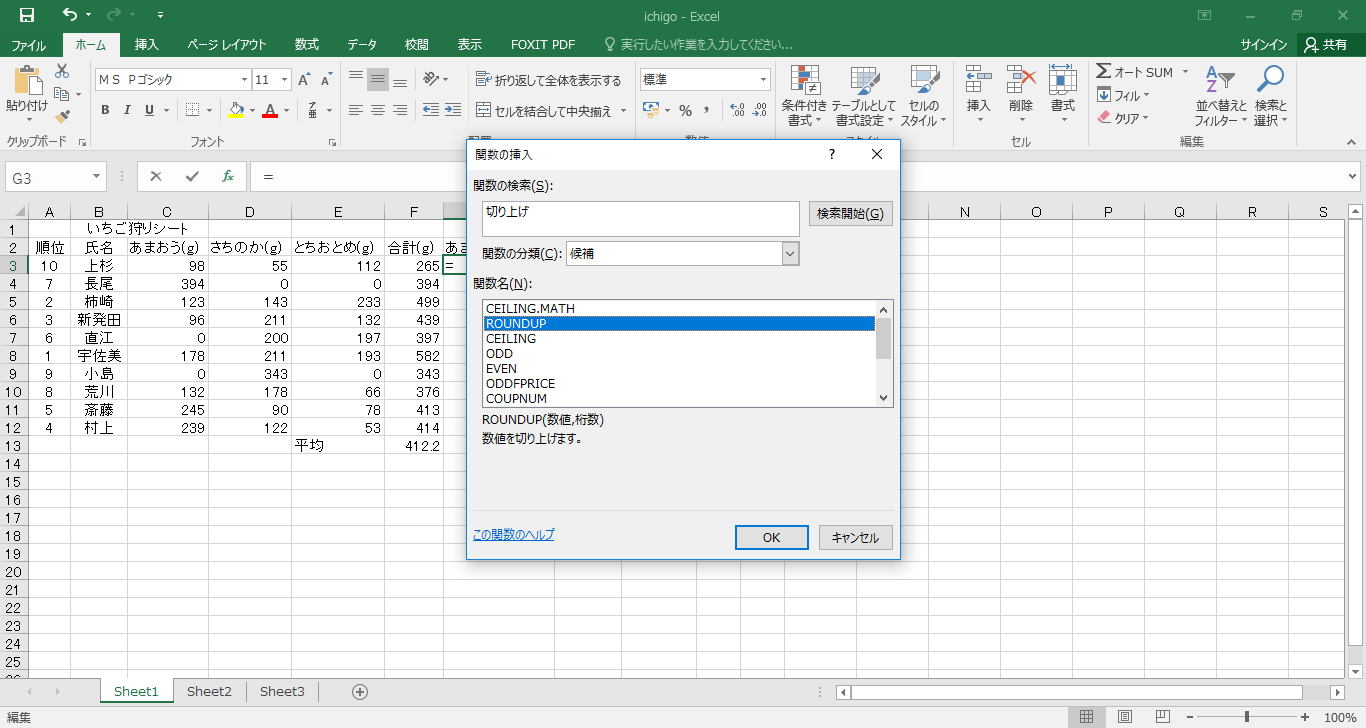 ichigo - Excel
ファイル ホーム 挿入 ページ レイアウト 数式 データ 校閲 表示 FOXIT PDF 実行したい作業を入力してください... サインイン 共有
ＭＳ Ｐゴシック 11 折り返して全体を表示する 標準 オート SUM
貼り付け B I U セルを結合して中央揃え % 条件付き書式 テーブルとして書式設定 セルのスタイル 挿入 削除 書式 フィル クリア 並べ替えとフィルター 検索と選択
クリップボード フォント セル 編集
G3 fx =
A B C D E F N O P Q R S
1 いちご狩りシート
2 順位 氏名 あまおう(g) さちのか(g) とちおとめ(g) 合計(g)
3 10 上杉 98 55 112 265 =
4 7 長尾 394 0 0 394
5 2 柿崎 123 143 233 499
6 3 新発田 96 211 132 439
7 6 直江 0 200 197 397
8 1 宇佐美 178 211 193 582
9 9 小島 0 343 0 343
10 8 荒川 132 178 66 376
11 5 斎藤 245 90 78 413
12 4 村上 239 122 53 414
13 平均 412.2
14
15
16
17
18
19
20
21
22
23
24
25
関数の挿入 ?
関数の検索(S):
切り上げ
検索開始(G)
関数の分類(C): 候補
関数名(N):
CEILING.MATH
ROUNDUP
CEILING
ODD
EVEN
ODDFPRICE
COUPNUM
ROUNDUP(数値,桁数)
数値を切り上げます。
この関数のヘルプ OK キャンセル
Sheet1 Sheet2 Sheet3
編集 100%